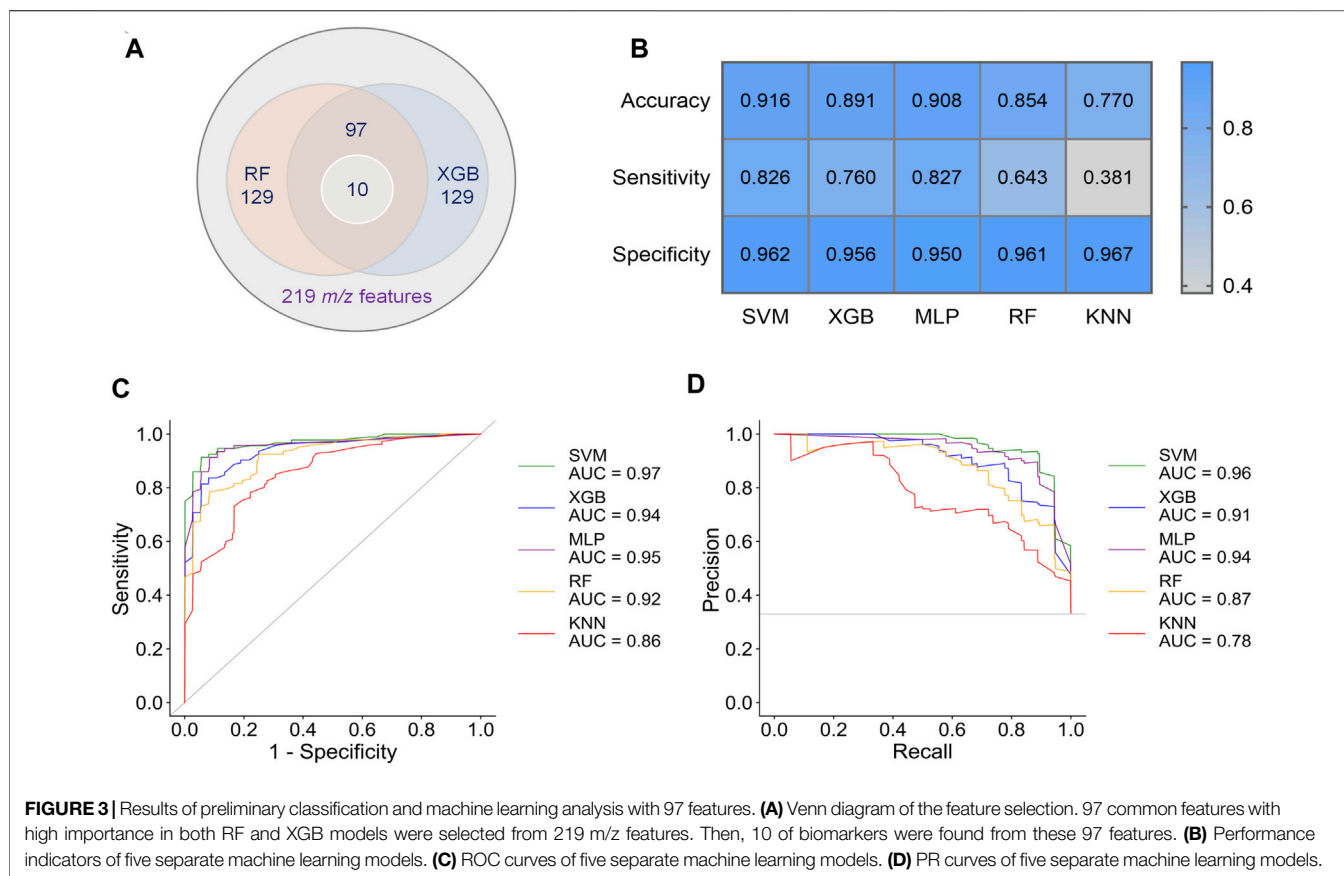 A
97
RF
129
10
XGB
129
219 m/z features
B
Accuracy 0.916 0.891 0.908 0.854 0.770
Sensitivity 0.826 0.760 0.827 0.643 0.381
Specificity 0.962 0.956 0.950 0.961 0.967
SVM XGB MLP RF KNN
0.8
0.6
0.4
C
Sensitivity
1.0
0.8
0.6
0.4
0.2
0.0
0.0 0.2 0.4 0.6 0.8 1.0
1 - Specificity
SVM
AUC = 0.97
XGB
AUC = 0.94
MLP
AUC = 0.95
RF
AUC = 0.92
KNN
AUC = 0.86
D
Precision
1.0
0.8
0.6
0.4
0.2
0.0
0.0 0.2 0.4 0.6 0.8 1.0
Recall
SVM
AUC = 0.96
XGB
AUC = 0.91
MLP
AUC = 0.94
RF
AUC = 0.87
KNN
AUC = 0.78
FIGURE 3 | Results of preliminary classification and machine learning analysis with 97 features. (A) Venn diagram of the feature selection. 97 common features with
high importance in both RF and XGB models were selected from 219 m/z features. Then, 10 of biomarkers were found from these 97 features. (B) Performance
indicators of five separate machine learning models. (C) ROC curves of five separate machine learning models. (D) PR curves of five separate machine learning models.